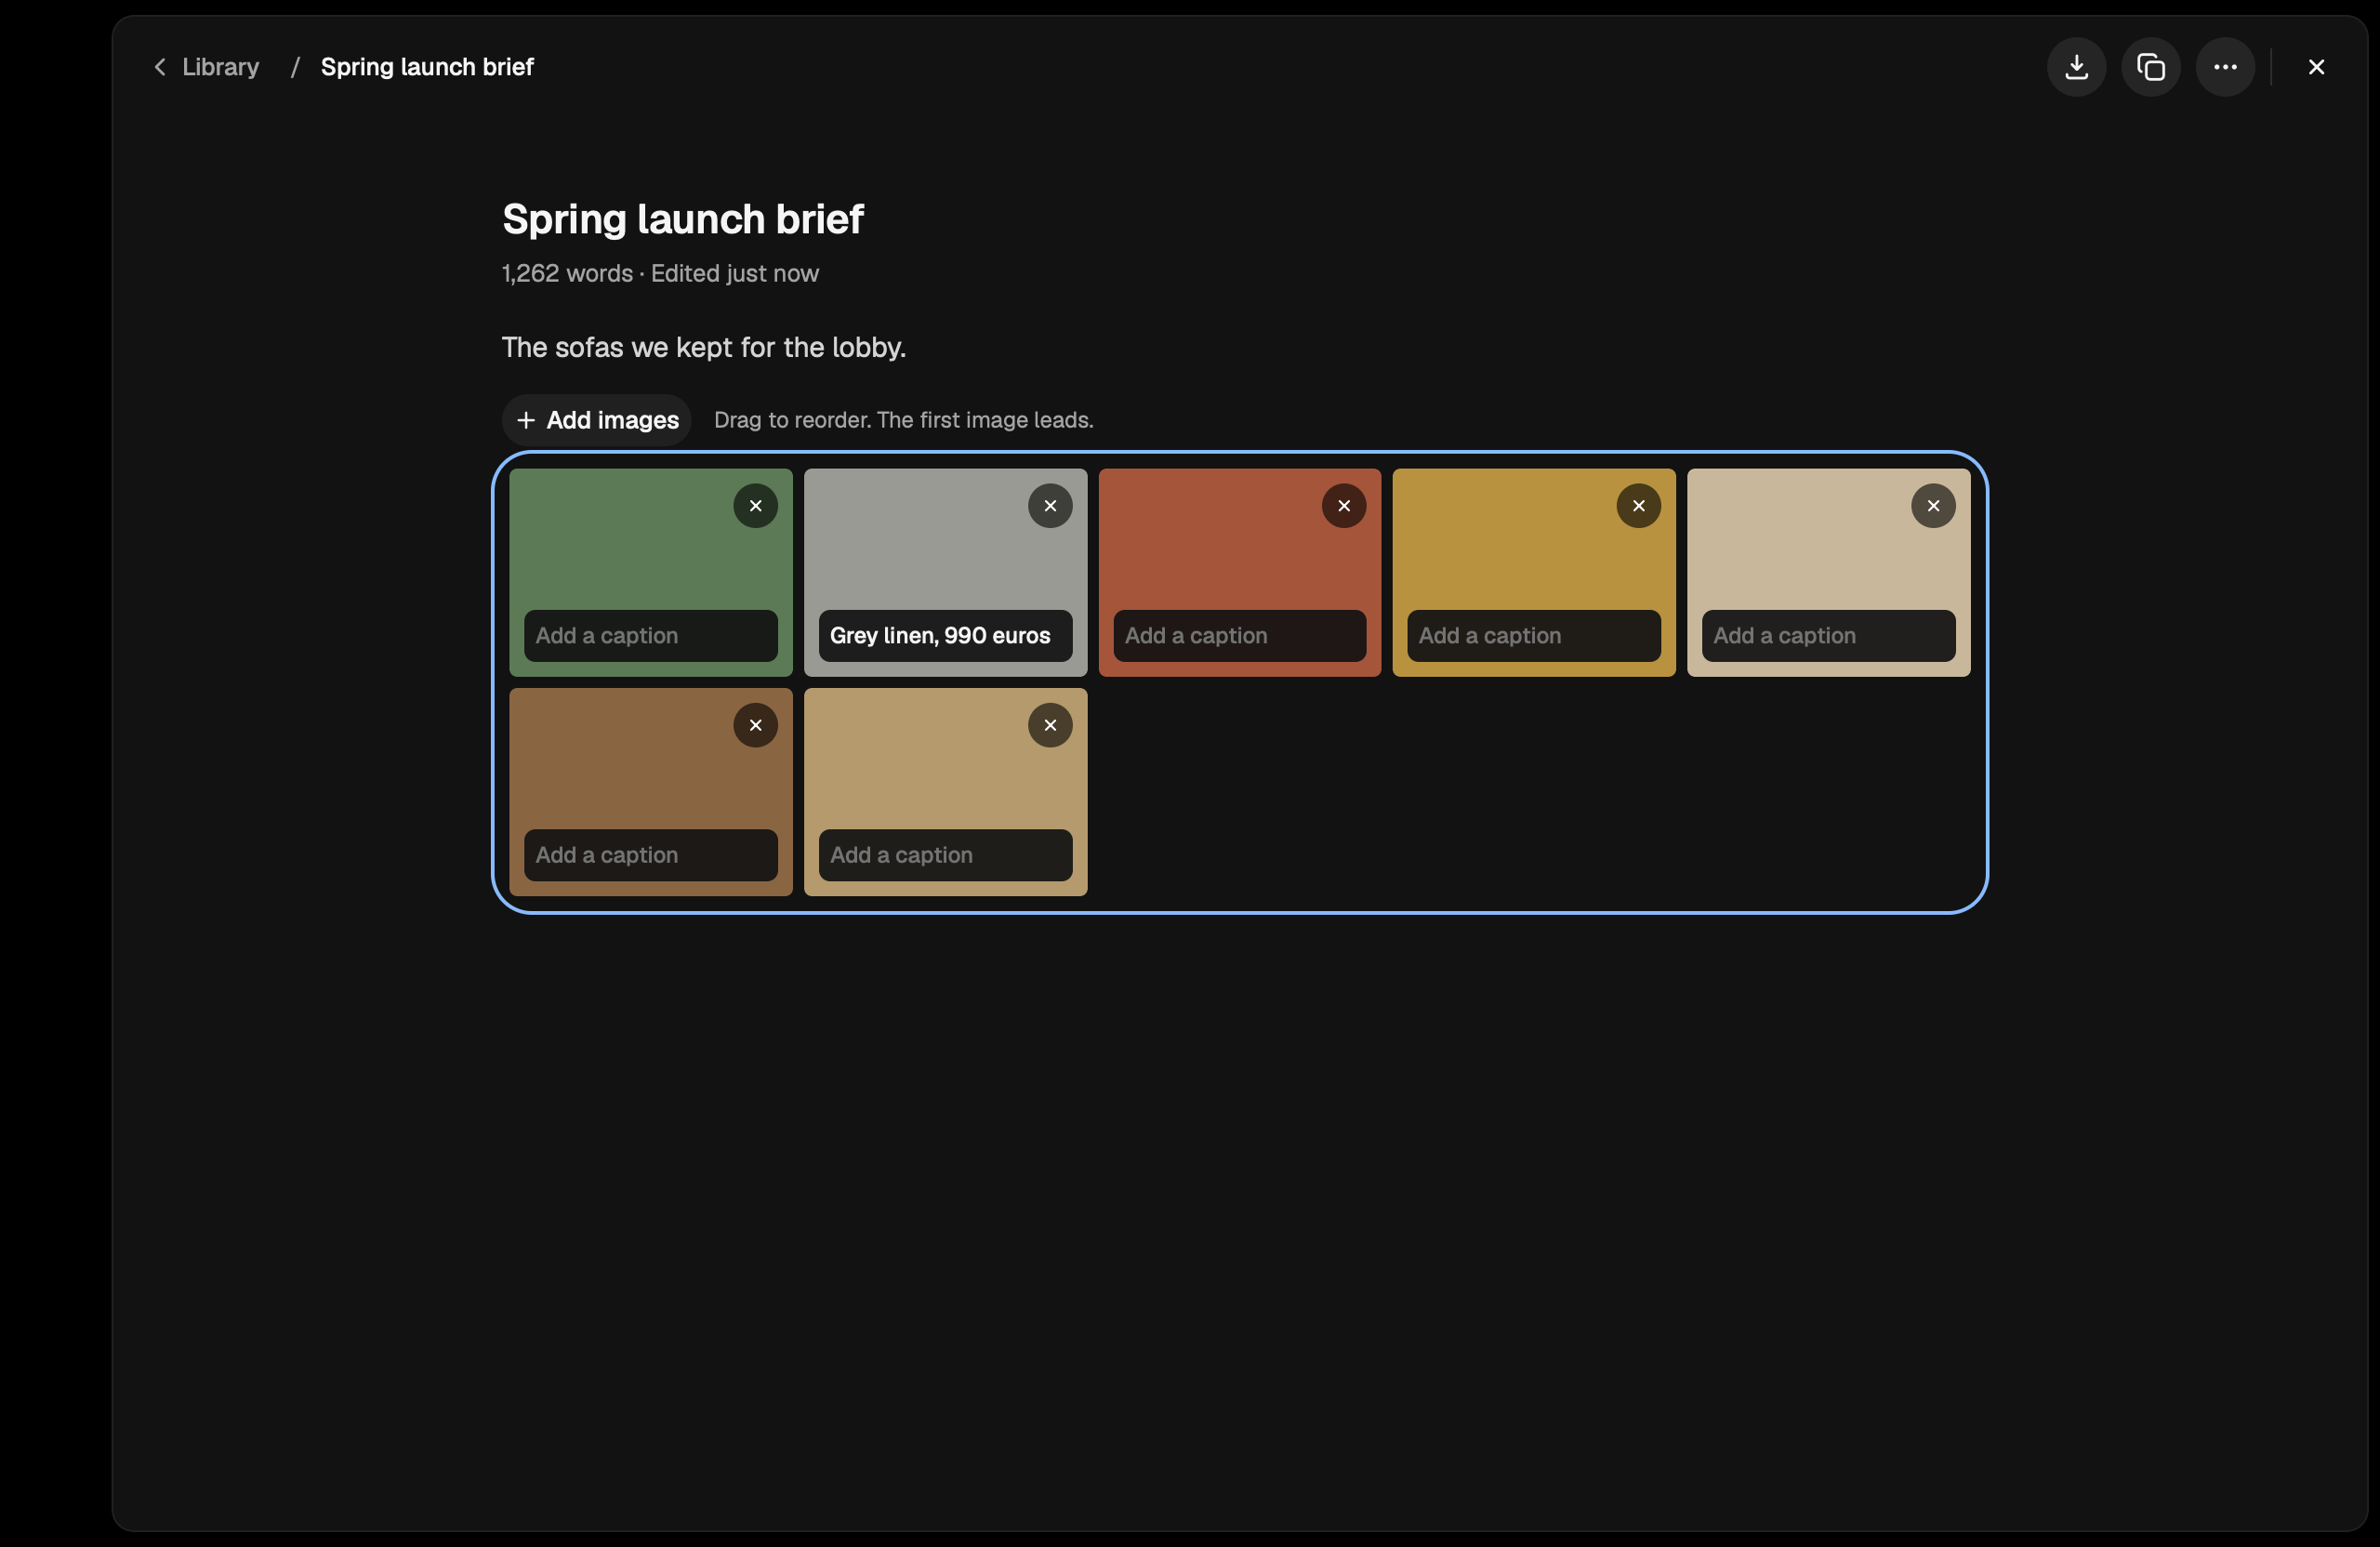 Library / Spring launch brief
Spring launch brief
1,262 words · Edited just now
The sofas we kept for the lobby.
Add images Drag to reorder. The first image leads.
Add a caption Grey linen, 990 euros Add a caption Add a caption Add a caption
Add a caption Add a caption